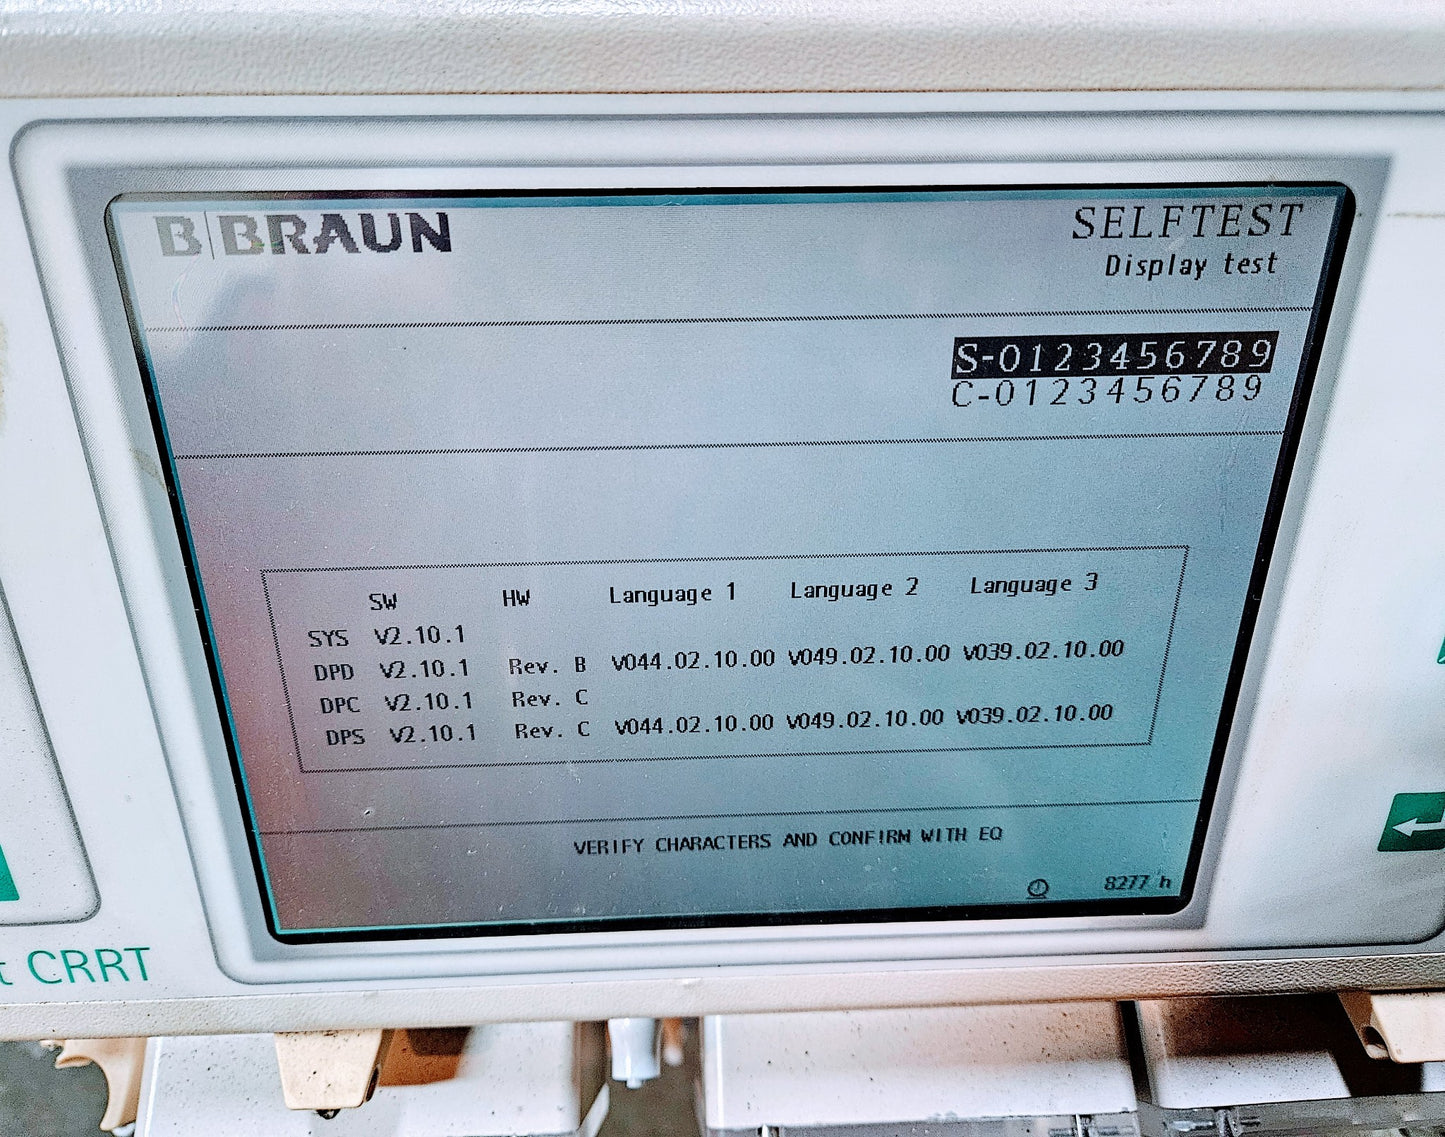 B|BRAUN
SELFTEST
Display test
S-0123456789
C-0123456789
SW HW Language 1 Language 2 Language 3
SYS V2.10.1
DPD V2.10.1 Rev. B V044.02.10.00 V049.02.10.00 V039.02.10.00
DPC V2.10.1 Rev. C
DPS V2.10.1 Rev. C V044.02.10.00 V049.02.10.00 V039.02.10.00
VERIFY CHARACTERS AND CONFIRM WITH EQ
8277 h
CRRT